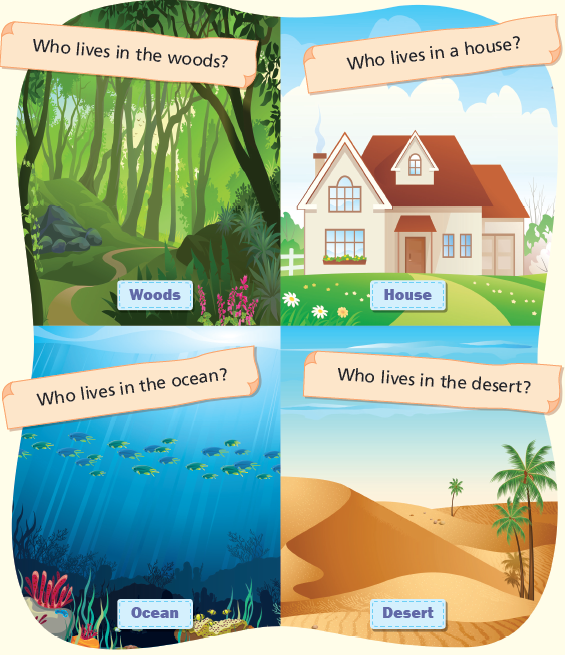 Who lives in the woods?
Who lives in a house?
Woods
House
Who lives in the ocean?
Who lives in the desert?
Ocean
Desert